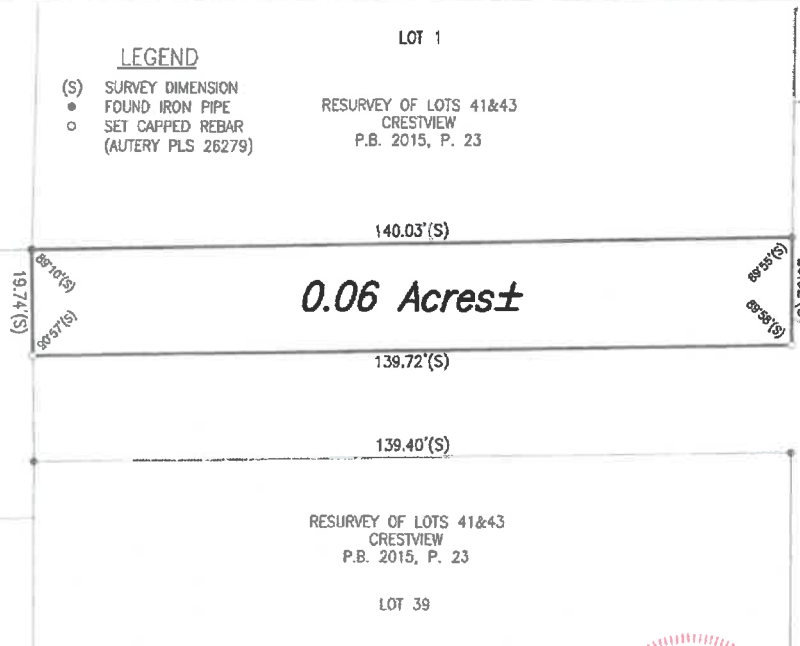 LOT 1
LEGEND
(S) SURVEY DIMENSION
● FOUND IRON PIPE
○ SET CAPPED REBAR
(AUTERY PLS 26279)
RESURVEY OF LOTS 41&43
CRESTVIEW
P.B. 2015, P. 23
140.03'(S)
89°10'(S)
89°55'(S)
19.74'(S)
0.06 Acres±
90°57'(S)
89°58'(S)
139.72'(S)
139.40'(S)
RESURVEY OF LOTS 41&43
CRESTVIEW
P.B. 2015, P. 23
LOT 39